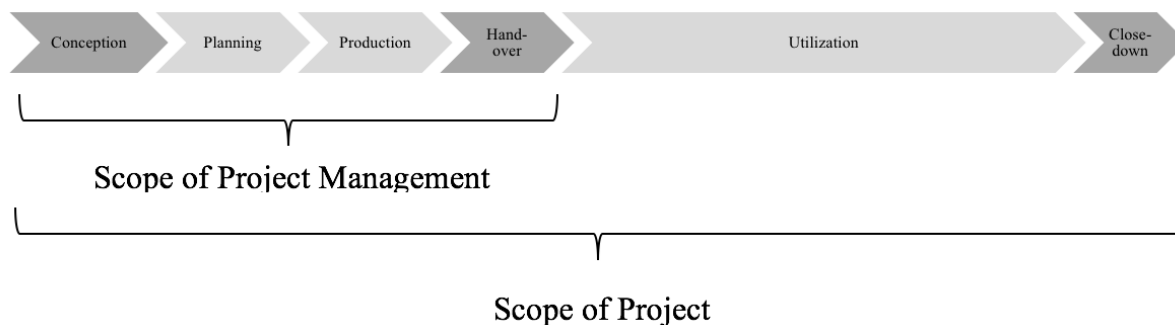 Conception
Planning
Production
Hand-
over
Utilization
Close-
down
Scope of Project Management
Scope of Project